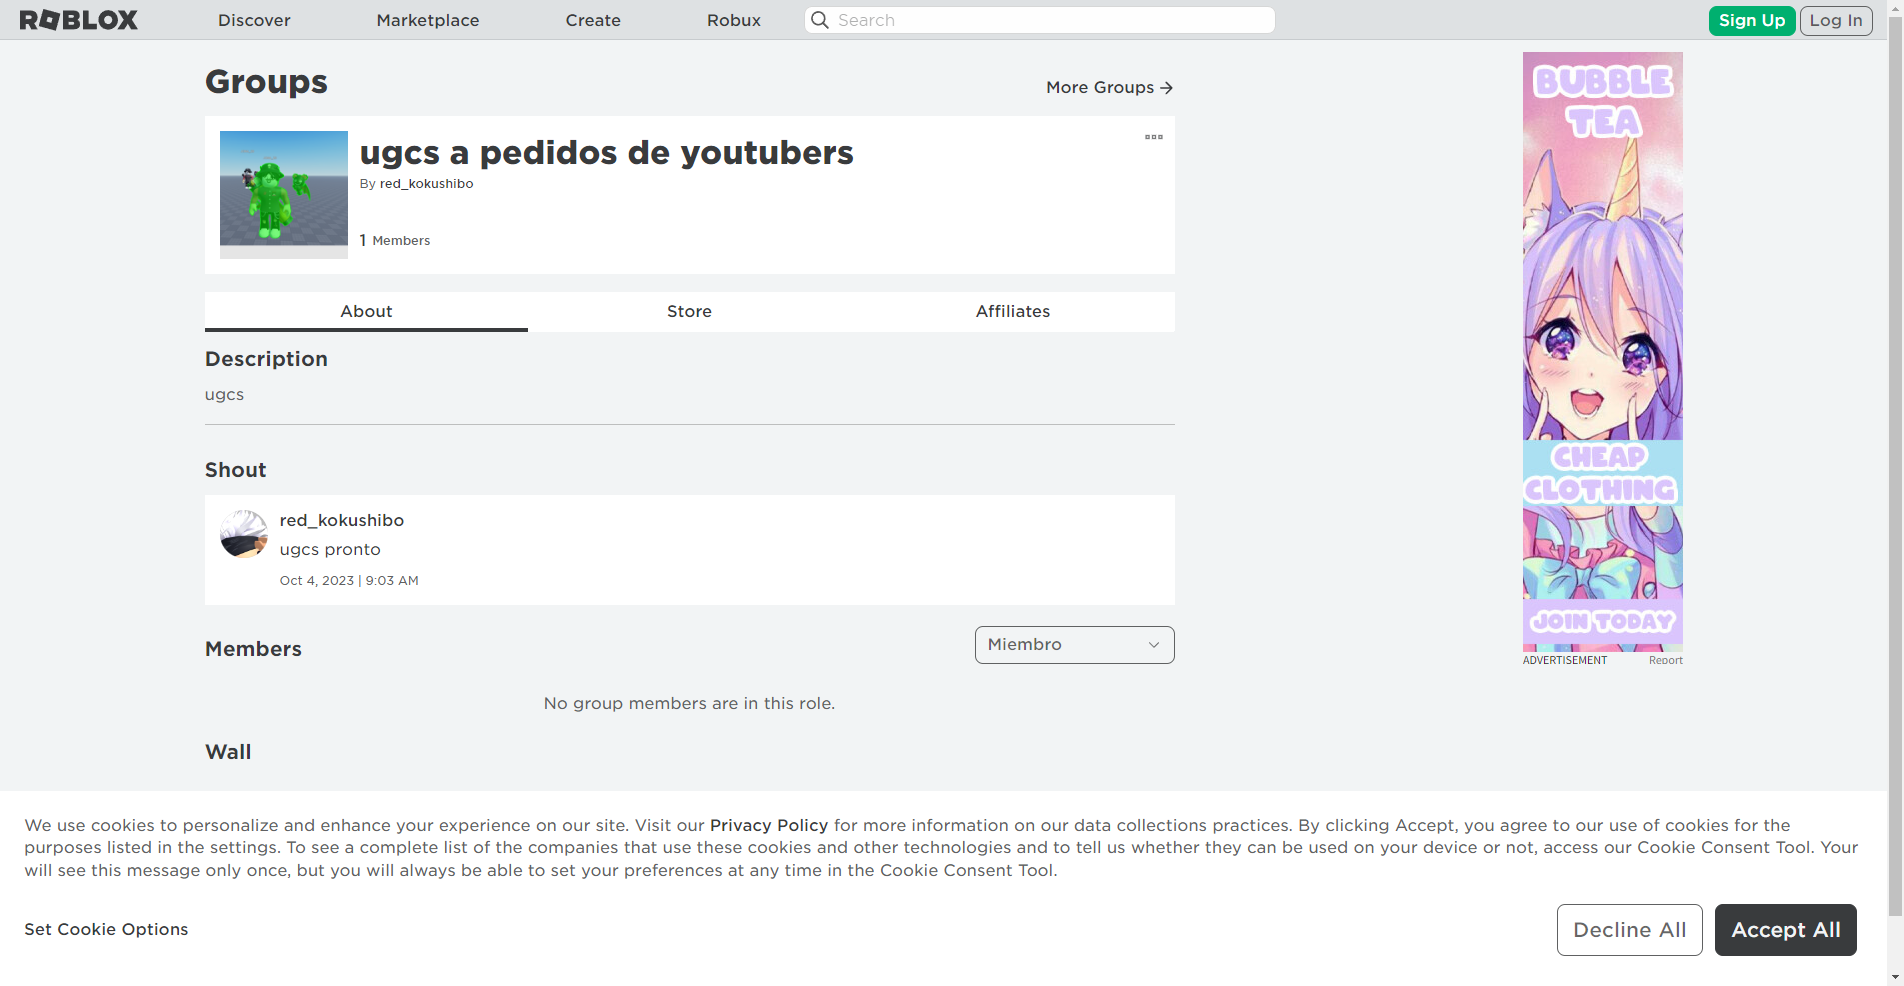 ROBLOX Discover Marketplace Create Robux Search Sign Up Log In
Groups
More Groups
ugcs a pedidos de youtubers
By red_kokushibo
1 Members
About Store Affiliates
Description
ugcs
Shout
red_kokushibo
ugcs pronto
Oct 4, 2023 | 9:03 AM
Members
Miembro
No group members are in this role.
Wall
BUBBLE
TEA
CHEAP
CLOTHING
JOIN TODAY
ADVERTISEMENT Report
We use cookies to personalize and enhance your experience on our site. Visit our Privacy Policy for more information on our data collections practices. By clicking Accept, you agree to our use of cookies for the
purposes listed in the settings. To see a complete list of the companies that use these cookies and other technologies and to tell us whether they can be used on your device or not, access our Cookie Consent Tool. Your
will see this message only once, but you will always be able to set your preferences at any time in the Cookie Consent Tool.
Set Cookie Options
Decline All
Accept All